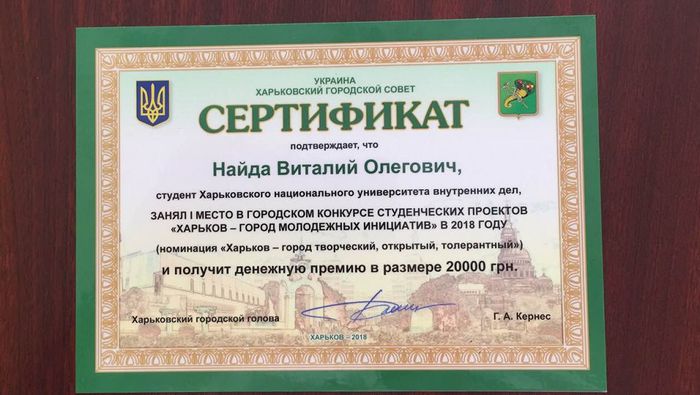 УКРАИНА
ХАРЬКОВСКИЙ ГОРОДСКОЙ СОВЕТ
СЕРТИФИКАТ
подтверждает, что
Найда Виталий Олегович,
студент Харьковского национального университета внутренних дел,
ЗАНЯЛ I МЕСТО В ГОРОДСКОМ КОНКУРСЕ СТУДЕНЧЕСКИХ ПРОЕКТОВ
«ХАРЬКОВ – ГОРОД МОЛОДЕЖНЫХ ИНИЦИАТИВ» В 2018 ГОДУ
(номинация «Харьков – город творческий, открытый, толерантный»)
и получит денежную премию в размере 20000 грн.
Харьковский городской голова Г. А. Кернес
ХАРЬКОВ – 2018